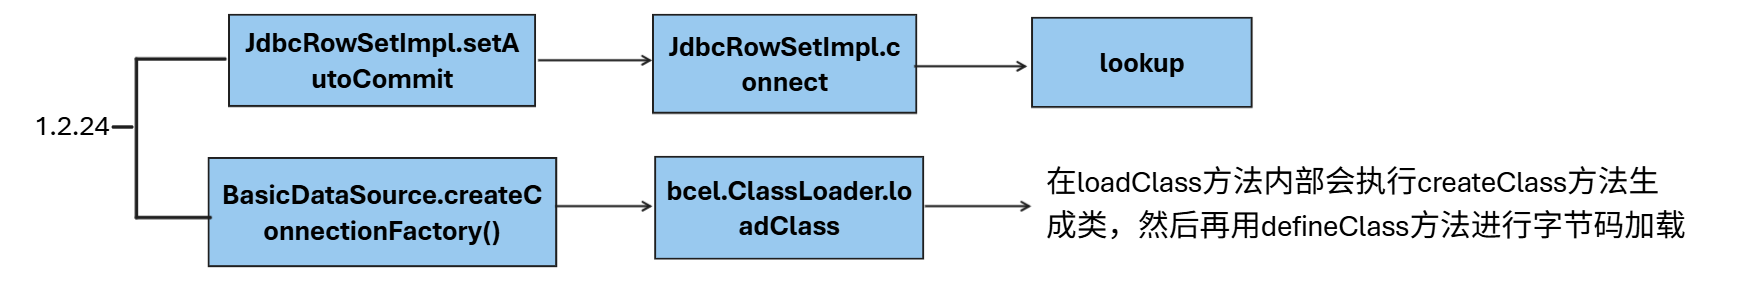 JdbcRowSetImpl.setA
utoCommit
JdbcRowSetImpl.c
onnect
lookup
1.2.24
BasicDataSource.createC
onnectionFactory()
bcel.ClassLoader.lo
adClass
在loadClass方法内部会执行createClass方法生
成类，然后再用defineClass方法进行字节码加载